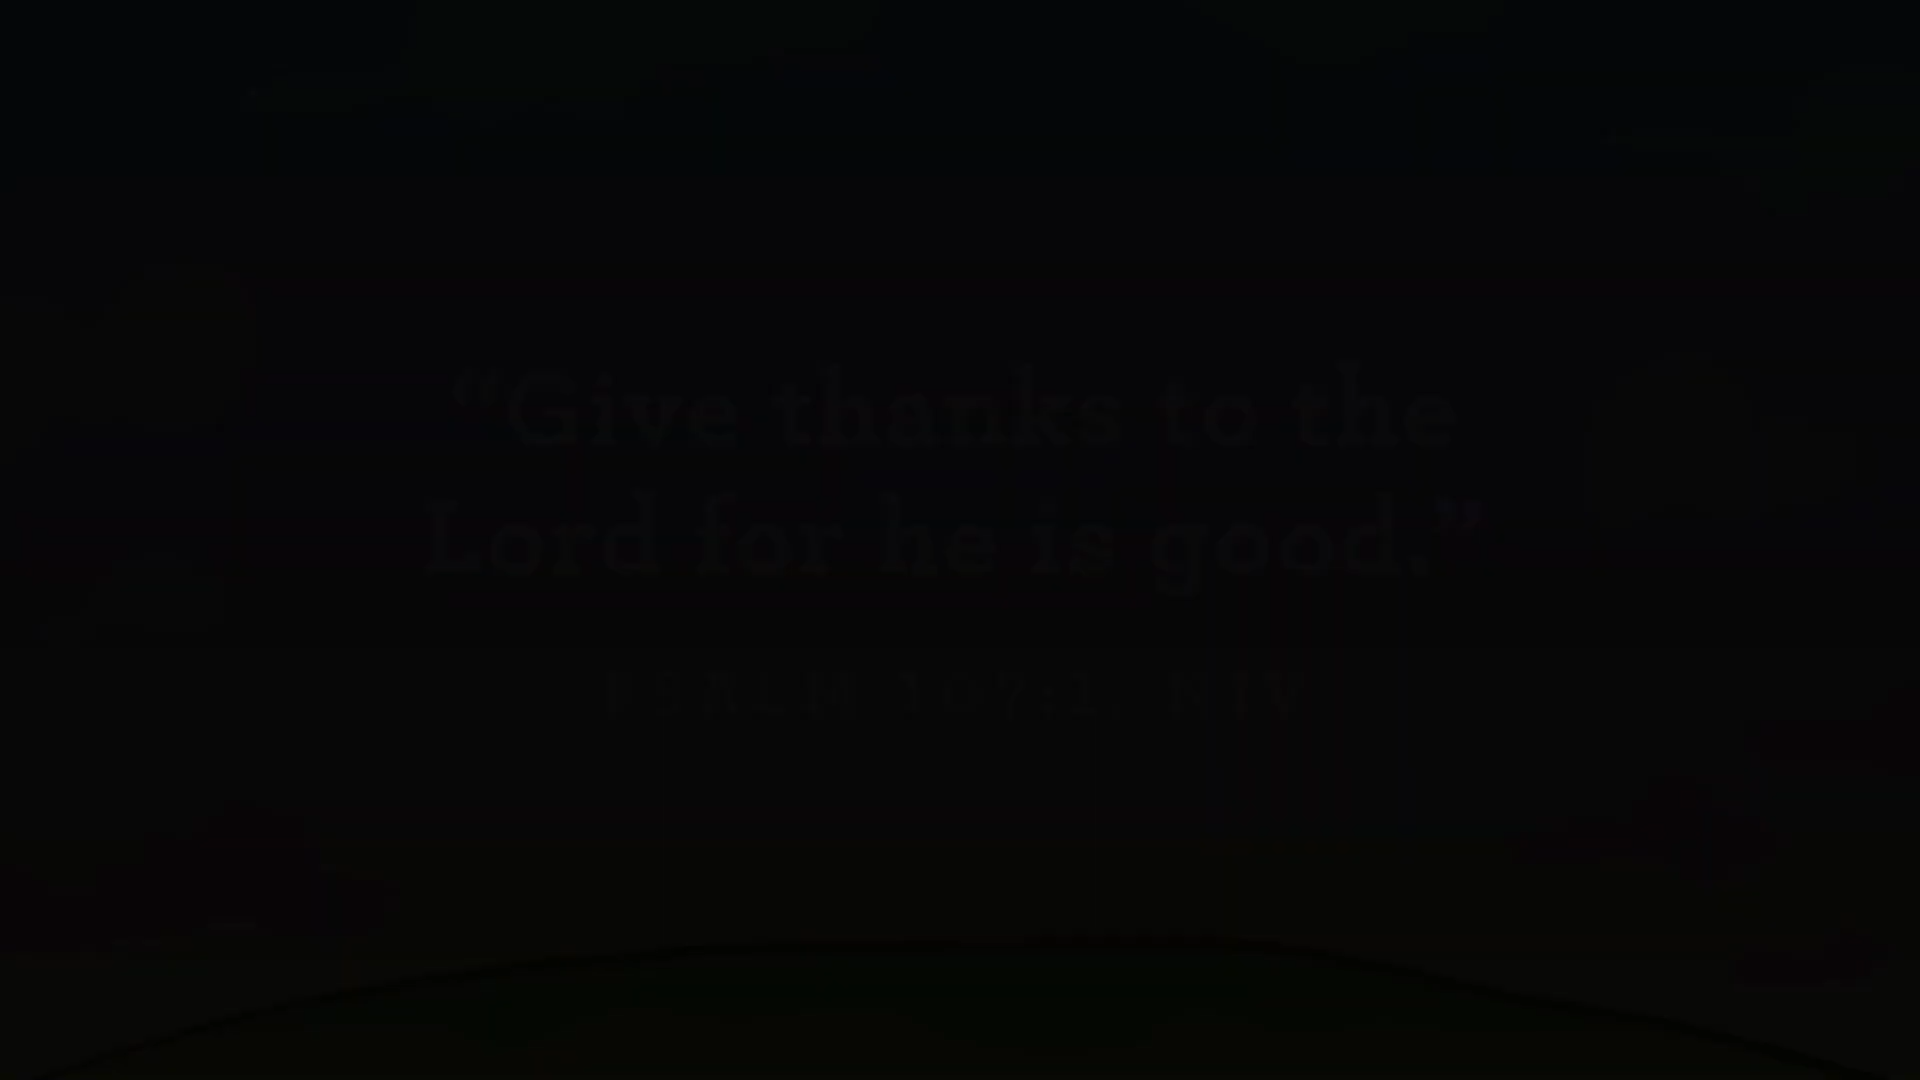 “Give thanks to the
Lord for he is good.”
PSALM 107:1, NIV